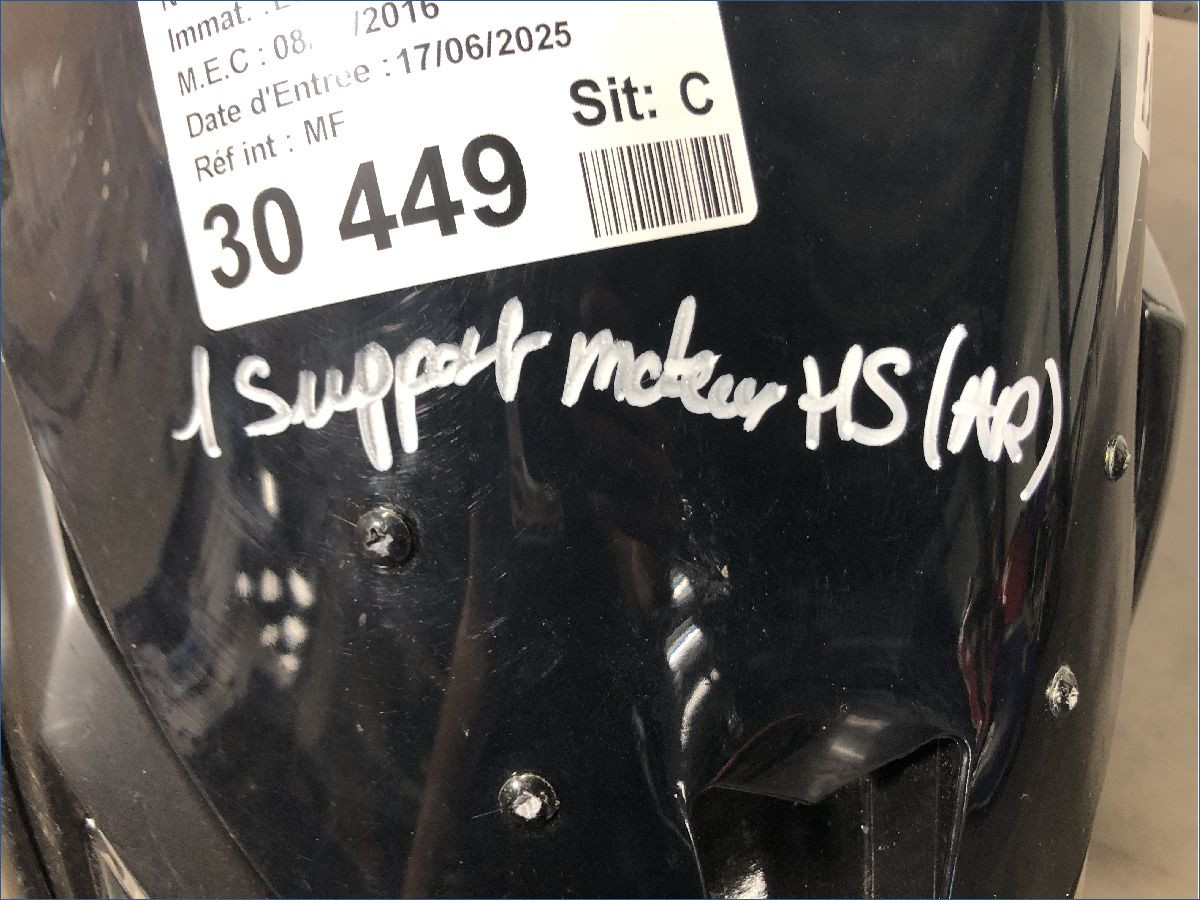 Immat. :
M.E.C : 08. /2016
Date d'Entrée : 17/06/2025
Réf int : MF
Sit: C
30 449
1 Support moteur HS (AR)